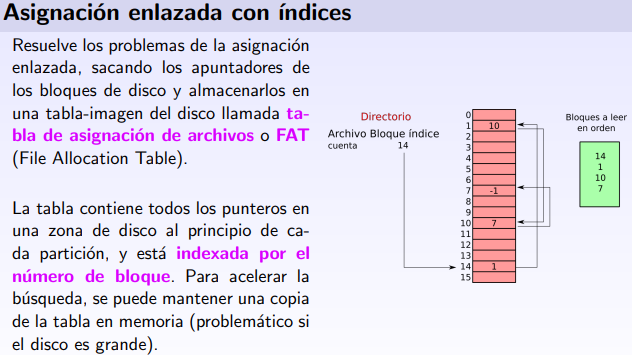 Asignación enlazada con índices
Resuelve los problemas de la asignación
enlazada, sacando los apuntadores de
los bloques de disco y almacenarlos en
una tabla-imagen del disco llamada ta-
bla de asignación de archivos o FAT
(File Allocation Table).
La tabla contiene todos los punteros en
una zona de disco al principio de ca-
da partición, y está indexada por el
número de bloque. Para acelerar la
búsqueda, se puede mantener una copia
de la tabla en memoria (problemático si
el disco es grande).
Directorio
Archivo Bloque índice
cuenta 14
0
1 10
2
3
4
5
6
7 -1
8
9
10 7
11
12
13
14 1
15
Bloques a leer
en orden
14
1
10
7